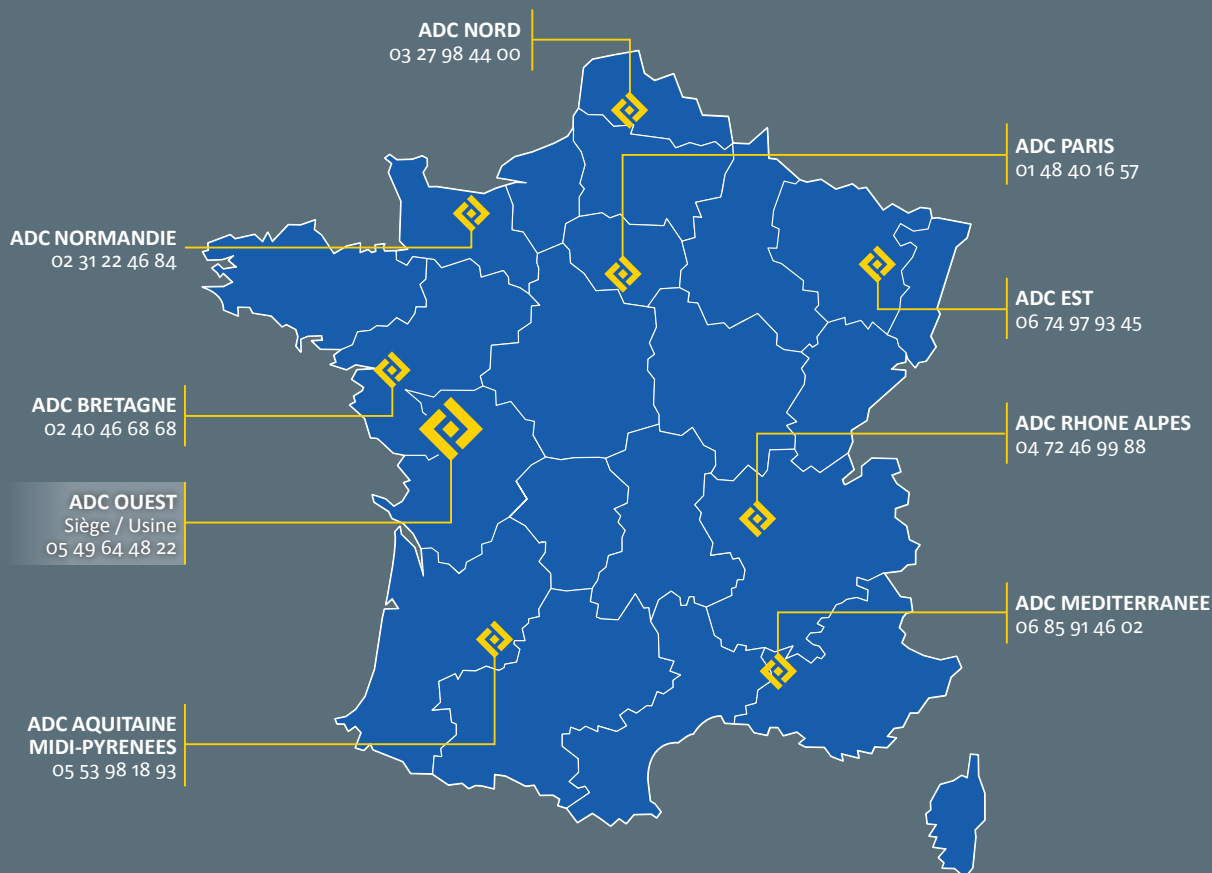 ADC NORD
03 27 98 44 00
ADC PARIS
01 48 40 16 57
ADC NORMANDIE
02 31 22 46 84
ADC EST
06 74 97 93 45
ADC BRETAGNE
02 40 46 68 68
ADC RHONE ALPES
04 72 46 99 88
ADC OUEST
Siège / Usine
05 49 64 48 22
ADC MEDITERRANEE
06 85 91 46 02
ADC AQUITAINE
MIDI-PYRENEES
05 53 98 18 93